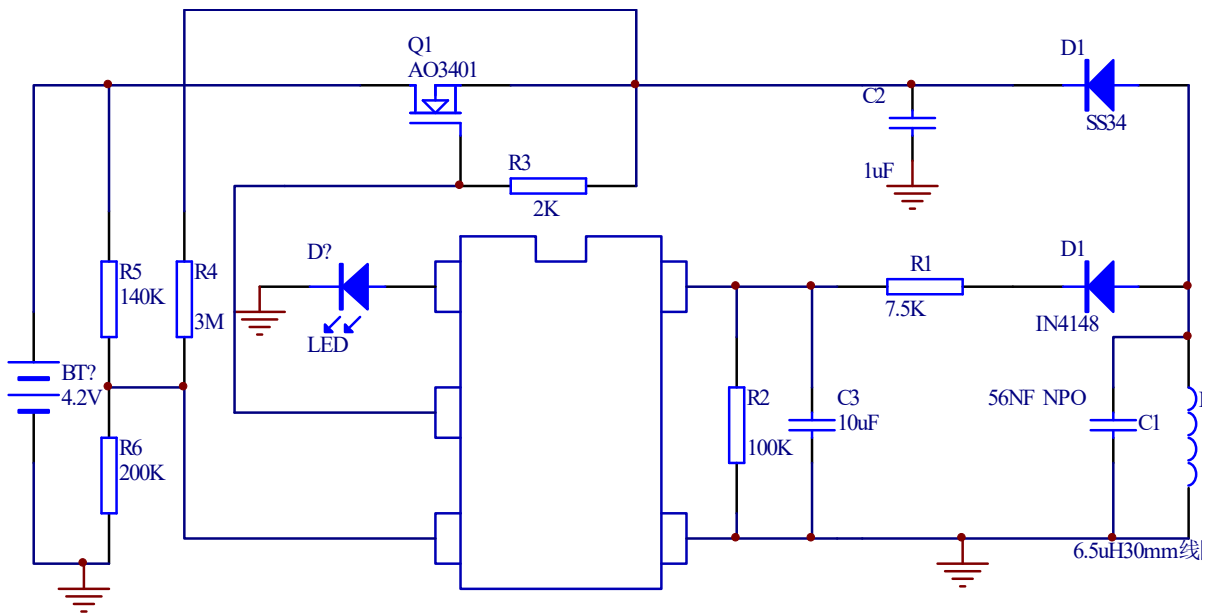 Q1
AO3401
D1
SS34
C2
1uF
R3
2K
D?
LED
R5
140K
R4
3M
R1
7.5K
D1
IN4148
BT?
4.2V
R6
200K
R2
100K
C3
10uF
56NF NPO
C1
6.5uH30mm线